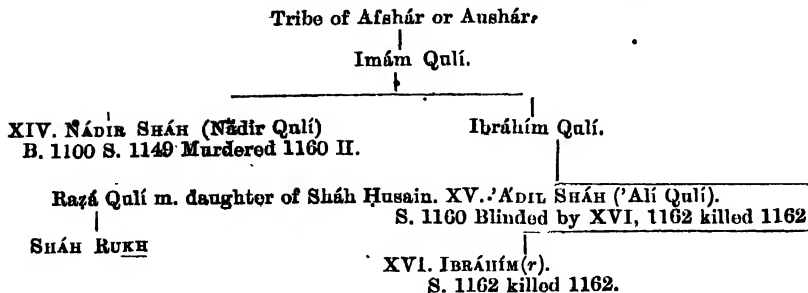 Tribe of Afshár or Aushár,
Imám Qulí.
XIV. NÁDIR SHÁH (Nādir Qulí) Ibráhím Qulí.
B. 1100 S. 1149 Murdered 1160 H.
Raẓá Qulí m. daughter of Sháh Ḥusain. XV. 'ÁDIL SHÁH ('Alí Qulí).
S. 1160 Blinded by XVI, 1162 killed 1162
SHÁH RUKH
XVI. IBRÁHÍM(r).
S. 1162 killed 1162.